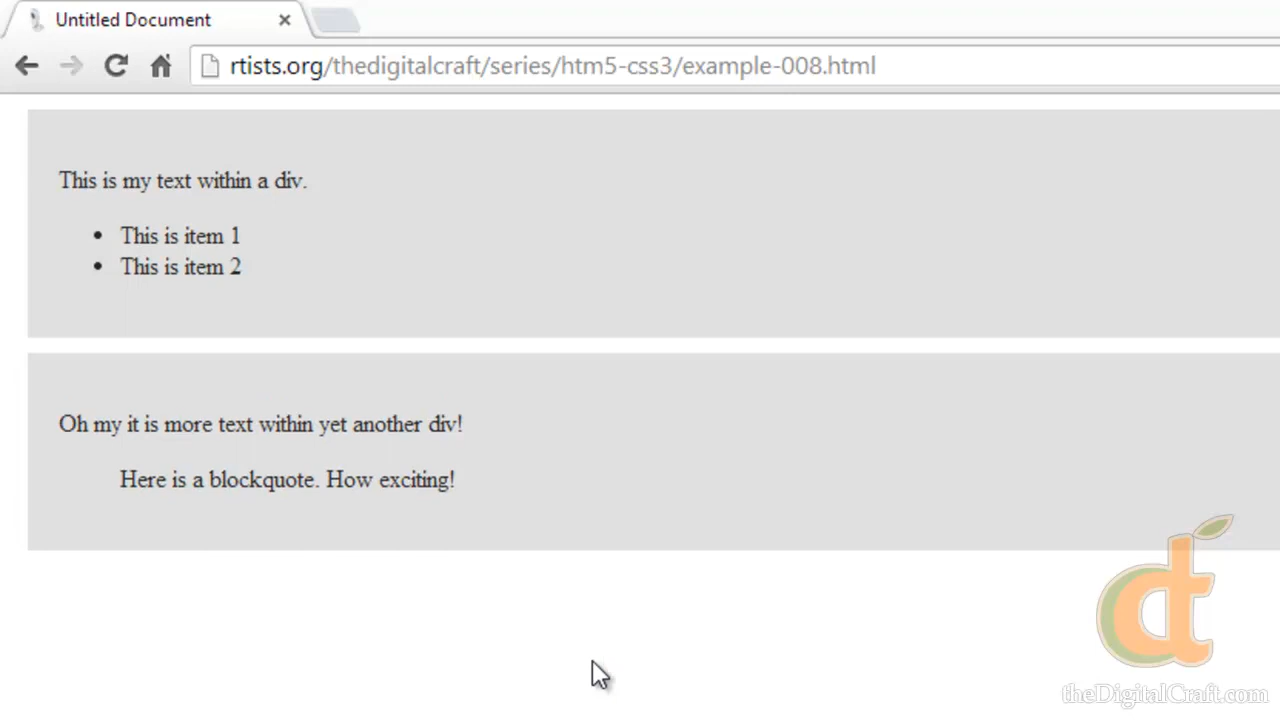 Untitled Document
rtists.org/thedigitalcraft/series/htm5-css3/example-008.html
This is my text within a div.
• This is item 1
• This is item 2
Oh my it is more text within yet another div!
Here is a blockquote. How exciting!
dt
theDigitalCraft.com